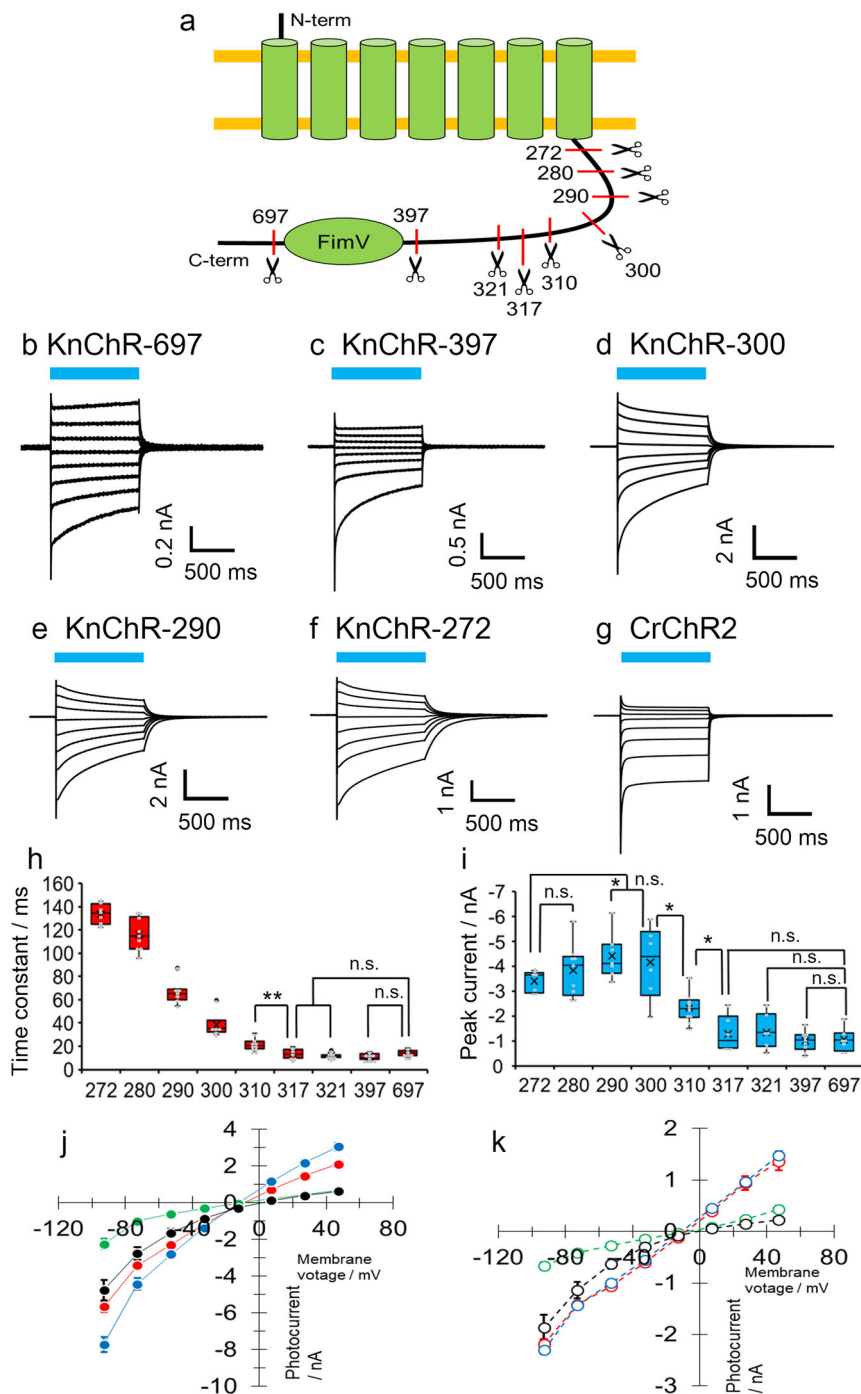 a
N-term
272
280
290
300
310
317
321
397
697
FimV
C-term
b KnChR-697
0.2 nA
500 ms
c KnChR-397
0.5 nA
500 ms
d KnChR-300
2 nA
500 ms
e KnChR-290
2 nA
500 ms
f KnChR-272
1 nA
500 ms
g CrChR2
1 nA
500 ms
h
Time constant / ms
160
140
120
100
80
60
40
20
0
**
n.s.
n.s.
272 280 290 300 310 317 321 397 697
i
Peak current / nA
-7
-6
-5
-4
-3
-2
-1
0
n.s.
*
n.s.
*
*
n.s.
n.s.
n.s.
272 280 290 300 310 317 321 397 697
j
4
2
0
-2
-4
-6
-8
-10
-120 -80 -40 0 40 80
Membrane
votage / mV
Photocurrent
/ nA
k
2
1
0
-1
-2
-3
-120 -80 -40 0 40 80
Membrane
votage / mV
Photocurrent
/ nA